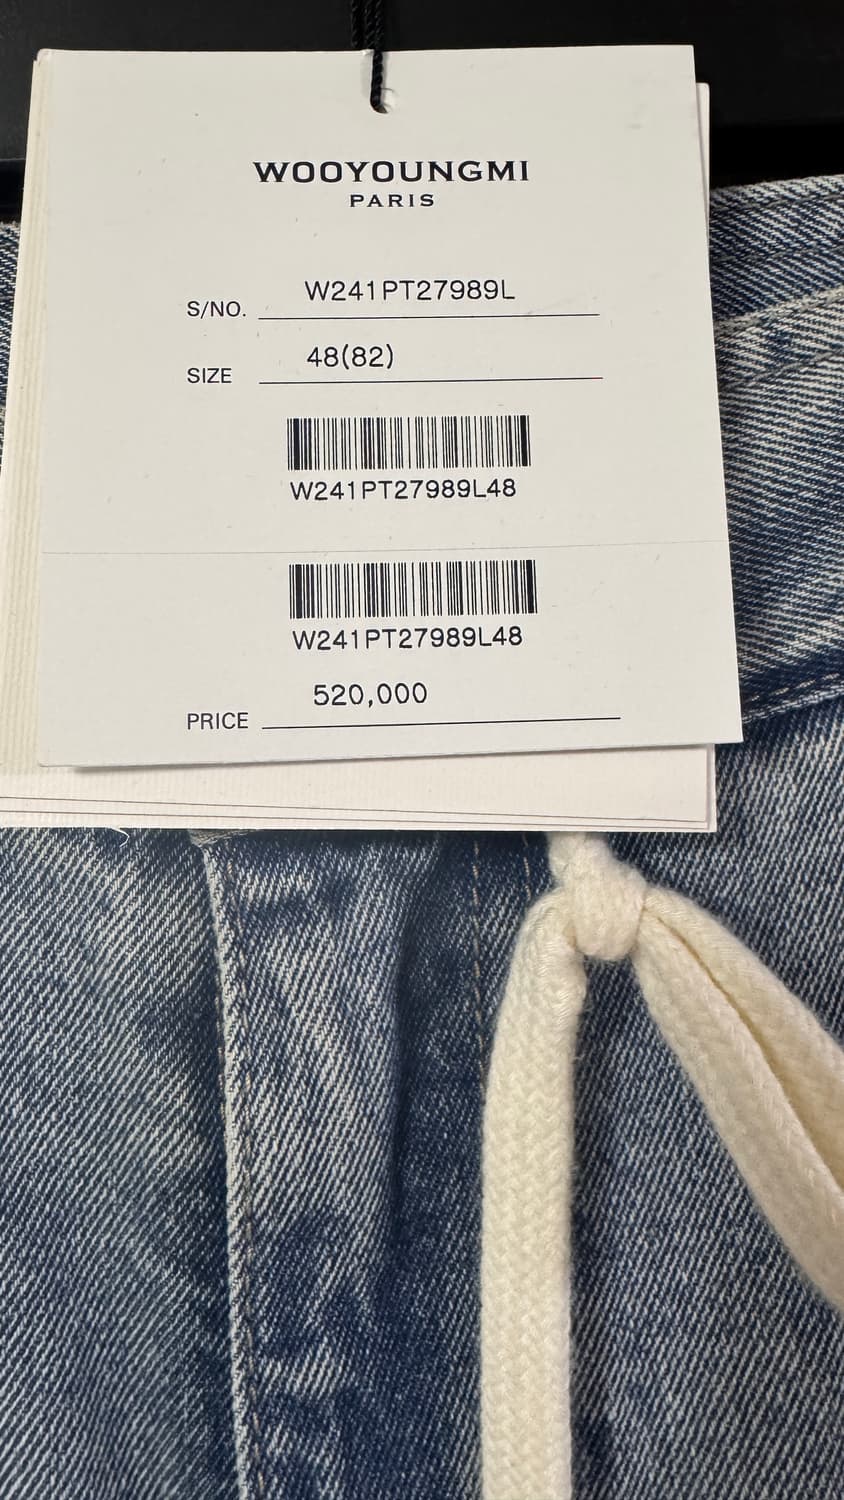 WOOYOUNGMI
PARIS
S/NO. W241PT27989L
SIZE 48(82)
W241PT27989L48
W241PT27989L48
PRICE 520,000